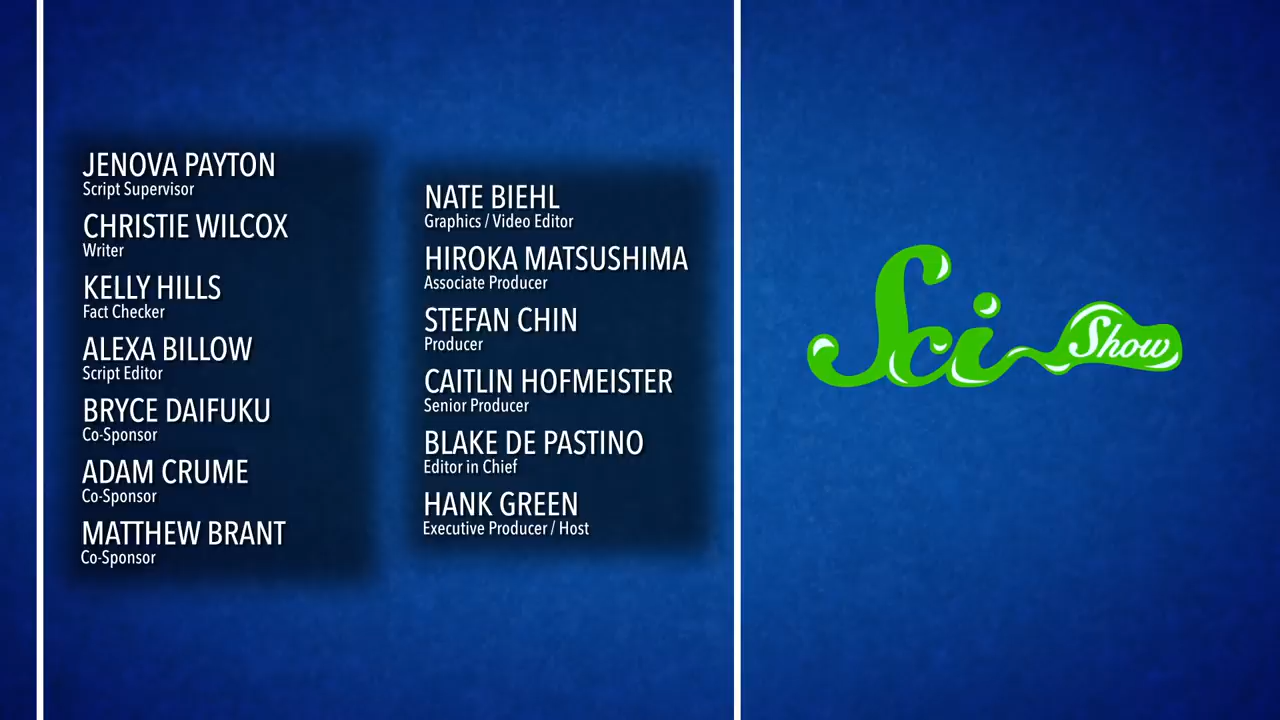 JENOVA PAYTON
Script Supervisor
CHRISTIE WILCOX
Writer
KELLY HILLS
Fact Checker
ALEXA BILLOW
Script Editor
BRYCE DAIFUKU
Co-Sponsor
ADAM CRUME
Co-Sponsor
MATTHEW BRANT
Co-Sponsor
NATE BIEHL
Graphics / Video Editor
HIROKA MATSUSHIMA
Associate Producer
STEFAN CHIN
Producer
CAITLIN HOFMEISTER
Senior Producer
BLAKE DE PASTINO
Editor in Chief
HANK GREEN
Executive Producer / Host
Sci Show